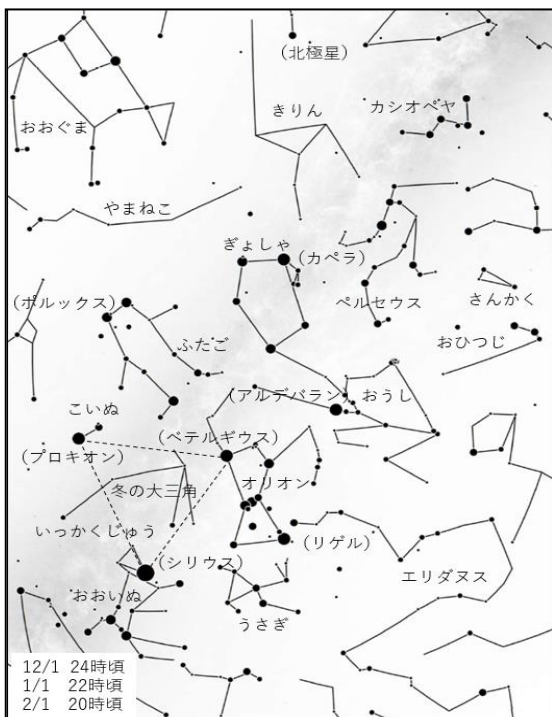 (北極星)
きりん
カシオペヤ
おおぐま
やまねこ
ぎょしゃ
(カペラ)
ペルセウス
さんかく
(ポルックス)
ふたご
おひつじ
(アルデバラン)
おうし
こいぬ
(プロキオン)
(ベテルギウス)
オリオン
冬の大三角
いっかくじゅう
(シリウス)
(リゲル)
エリダヌス
おおいぬ
うさぎ
12/1 24時頃
1/1 22時頃
2/1 20時頃